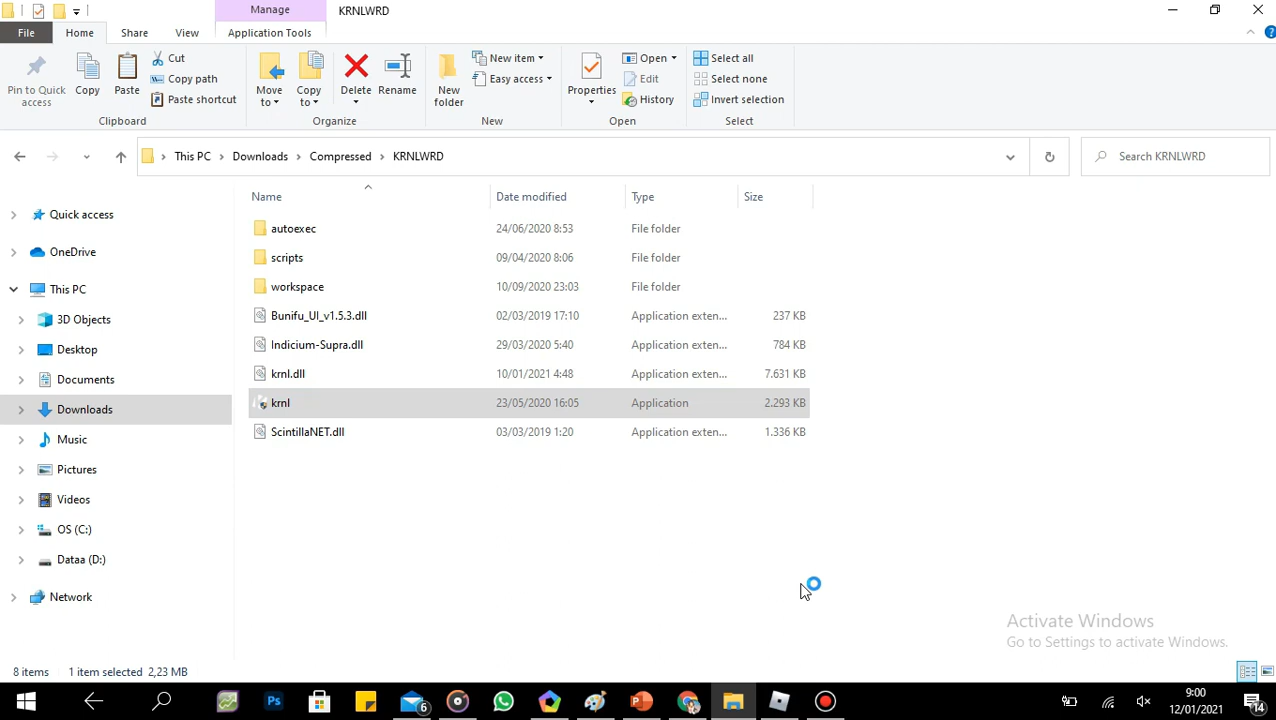 Manage KRNLWRD
File Home Share View Application Tools
Pin to Quick access
Copy
Paste
Cut
Copy path
Paste shortcut
Clipboard
Move to
Copy to
Delete
Rename
Organize
New folder
New item
Easy access
New
Properties
Open
Edit
History
Open
Select all
Select none
Invert selection
Select
This PC Downloads Compressed KRNLWRD Search KRNLWRD
Name Date modified Type Size
autoexec 24/06/2020 8:53 File folder
scripts 09/04/2020 8:06 File folder
workspace 10/09/2020 23:03 File folder
Bunifu_UI_v1.5.3.dll 02/03/2019 17:10 Application exten... 237 KB
Indicium-Supra.dll 29/03/2020 5:40 Application exten... 784 KB
krnl.dll 10/01/2021 4:48 Application exten... 7.631 KB
krnl 23/05/2020 16:05 Application 2.293 KB
ScintillaNET.dll 03/03/2019 1:20 Application exten... 1.336 KB
Quick access
OneDrive
This PC
3D Objects
Desktop
Documents
Downloads
Music
Pictures
Videos
OS (C:)
Dataa (D:)
Network
Activate Windows
Go to Settings to activate Windows.
8 items 1 item selected 2,23 MB
Ps
6
9:00
12/01/2021
14